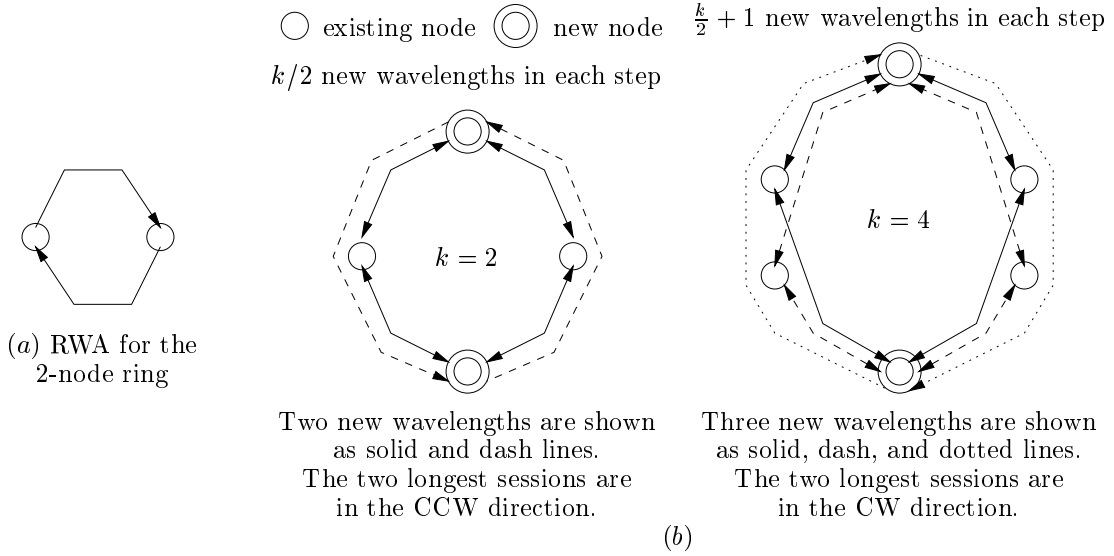 existing node
new node
k/2 new wavelengths in each step
k/2 + 1 new wavelengths in each step
k = 2
k = 4
(a) RWA for the
2-node ring
Two new wavelengths are shown
as solid and dash lines.
The two longest sessions are
in the CCW direction.
Three new wavelengths are shown
as solid, dash, and dotted lines.
The two longest sessions are
in the CW direction.
(b)